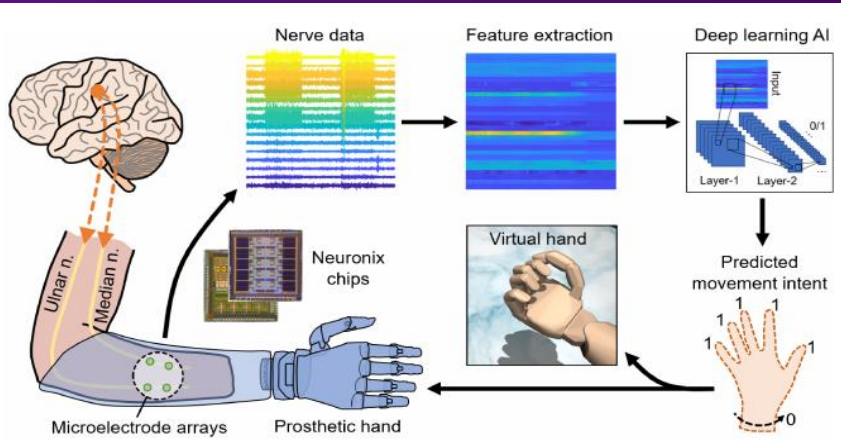 Nerve data
Feature extraction
Deep learning AI
Input
0/1
Layer-1
Layer-2
Ulnar n.
Median n.
Neuronix
chips
Virtual hand
Predicted
movement intent
1
1
1
1
1
0
Microelectrode arrays
Prosthetic hand